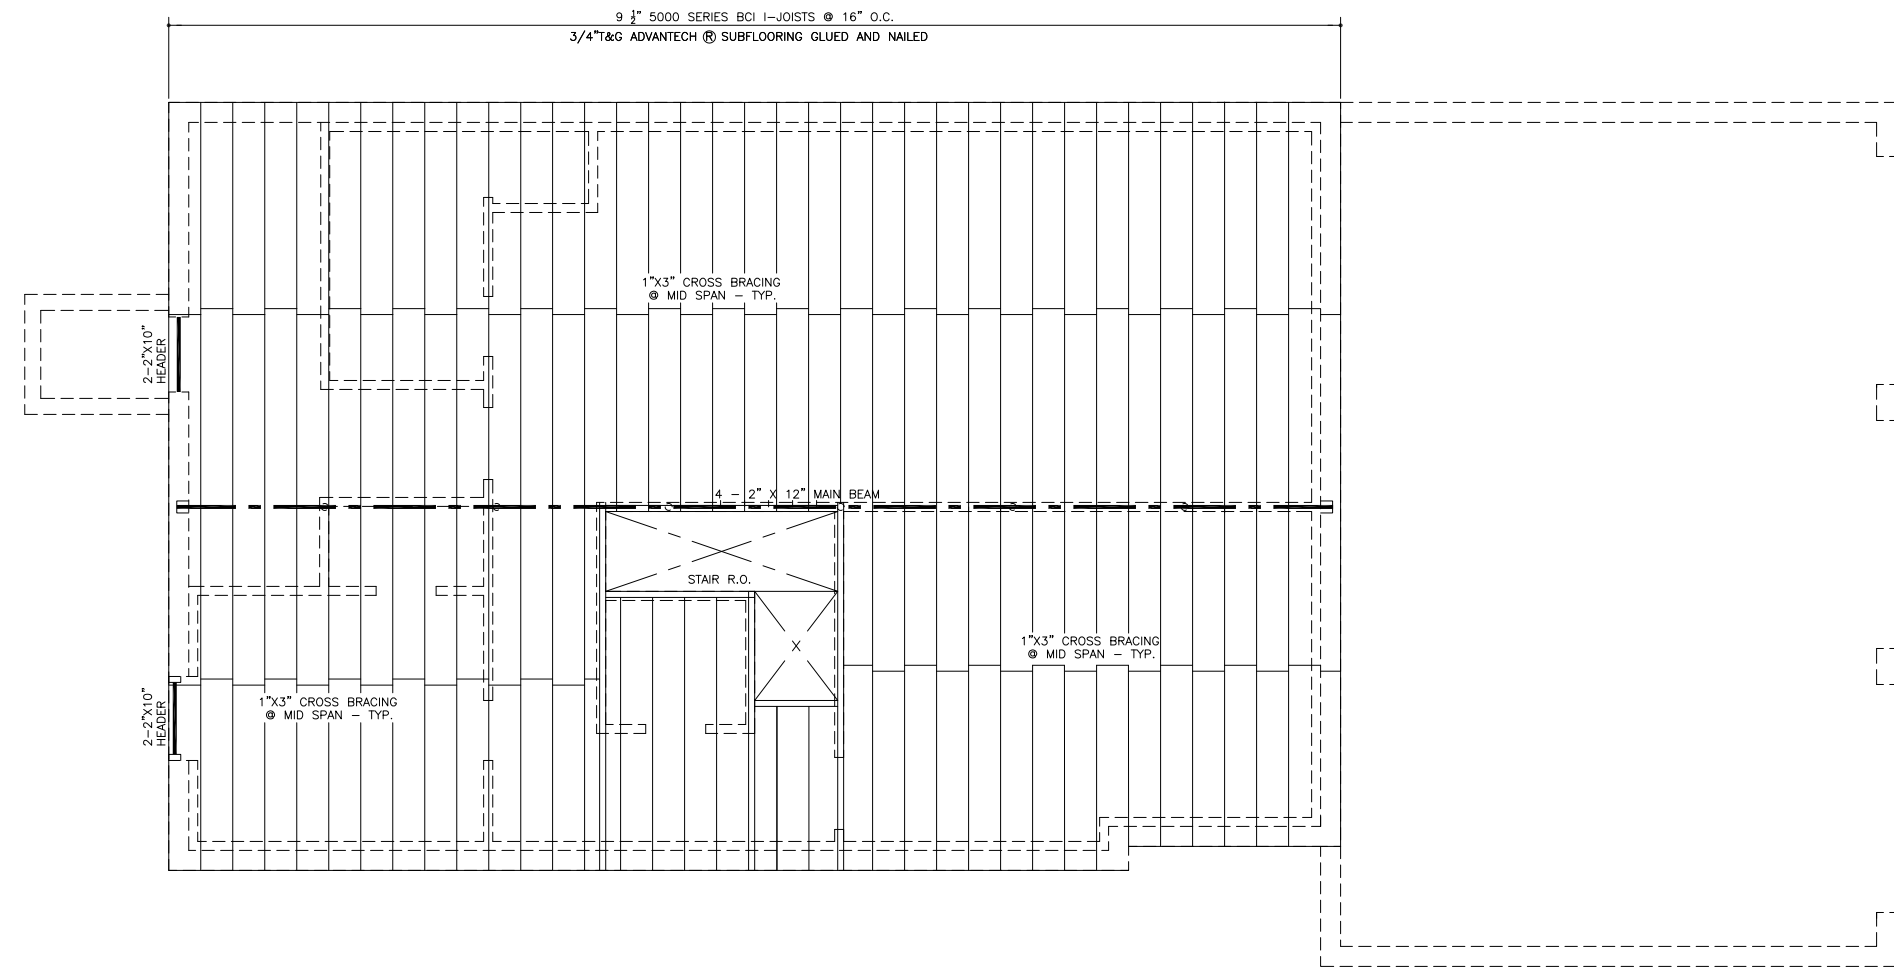 9 ½" 5000 SERIES BCI I-JOISTS @ 16" O.C.
3/4"T&G ADVANTECH ® SUBFLOORING GLUED AND NAILED
1"X3" CROSS BRACING
@ MID SPAN - TYP.
2-2"X10"
HEADER
4 - 2" X 12" MAIN BEAM
STAIR R.O.
1"X3" CROSS BRACING
@ MID SPAN - TYP.
1"X3" CROSS BRACING
@ MID SPAN - TYP.
2-2"X10"
HEADER